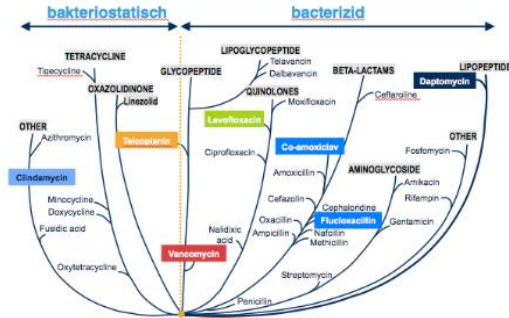 bakteriostatisch
bacterizid
TETRACYCLINE
Tigecycline
OXAZOLIDINONE
Linezolid
OTHER
Azithromycin
Clindamycin
Minocycline
Doxycycline
Fusidic acid
Oxytetracycline
GLYCOPEPTIDE
Teicoplanin
Vancomycin
LIPOGLYCOPEPTIDE
Telavancin
Dalbavancin
QUINOLONES
Moxifloxacin
Levofloxacin
Ciprofloxacin
Nalidixic
acid
BETA-LACTAMS
Ceftaroline
Co-amoxiclav
Amoxicillin
Cefazolin
Cephaloridine
Flucloxacillin
Oxacillin
Ampicillin
Nafcillin
Methicillin
Penicillin
AMINOGLYCOSIDE
Amikacin
Gentamicin
Streptomycin
OTHER
Fosfomycin
Rifampin
LIPOPEPTIDE
Daptomycin